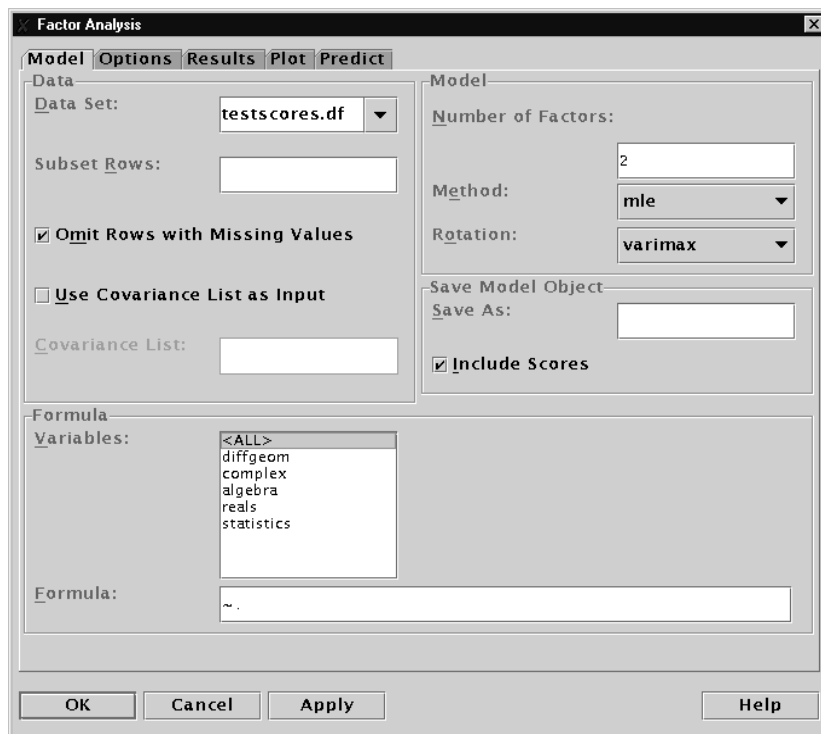 Factor Analysis
Model Options Results Plot Predict
Data
Data Set:
testscores.df
Subset Rows:
Omit Rows with Missing Values
Use Covariance List as Input
Covariance List:
Model
Number of Factors:
2
Method:
mle
Rotation:
varimax
Save Model Object
Save As:
Include Scores
Formula
Variables:
<ALL>
diffgeom
complex
algebra
reals
statistics
Formula:
~.
OK Cancel Apply Help